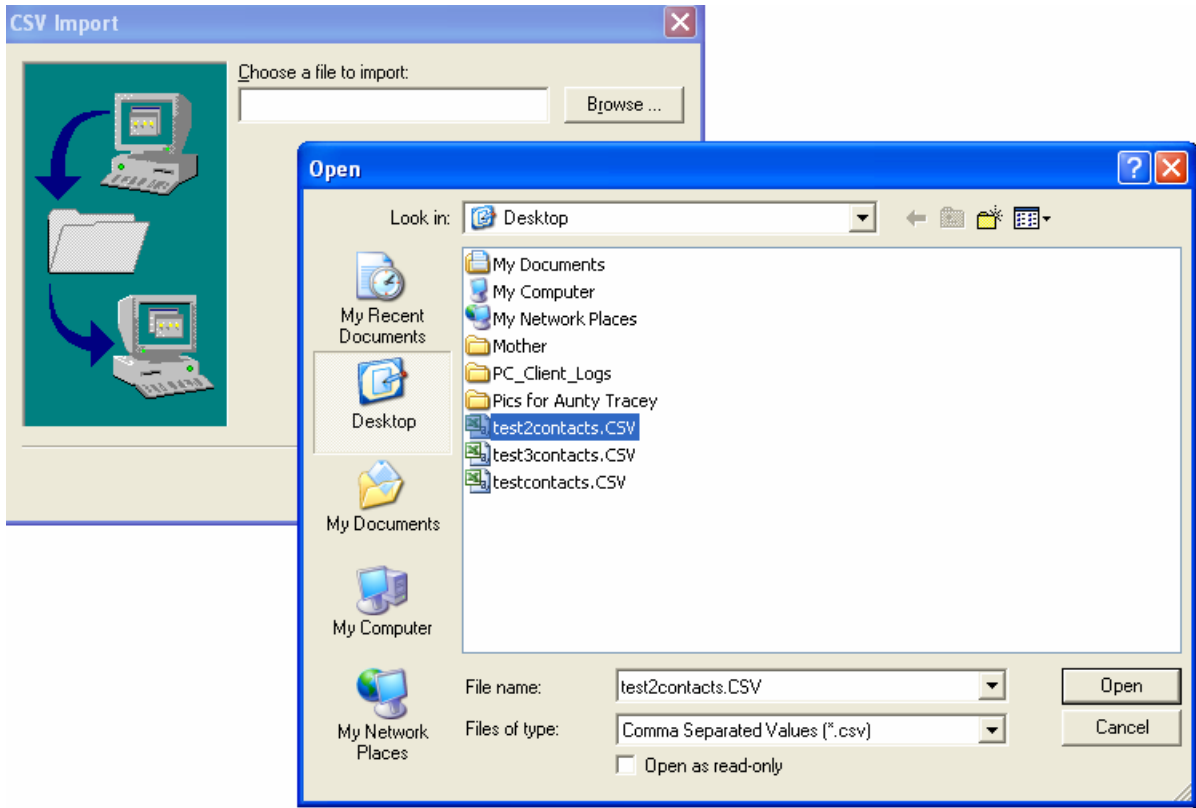 CSV Import
Choose a file to import:
Browse ...
Open
Look in:
Desktop
My Recent
Documents
Desktop
My Documents
My Computer
My Network
Places
My Documents
My Computer
My Network Places
Mother
PC_Client_Logs
Pics for Aunty Tracey
test2contacts.CSV
test3contacts.CSV
testcontacts.CSV
File name:
test2contacts.CSV
Open
Files of type:
Comma Separated Values (*.csv)
Cancel
Open as read-only